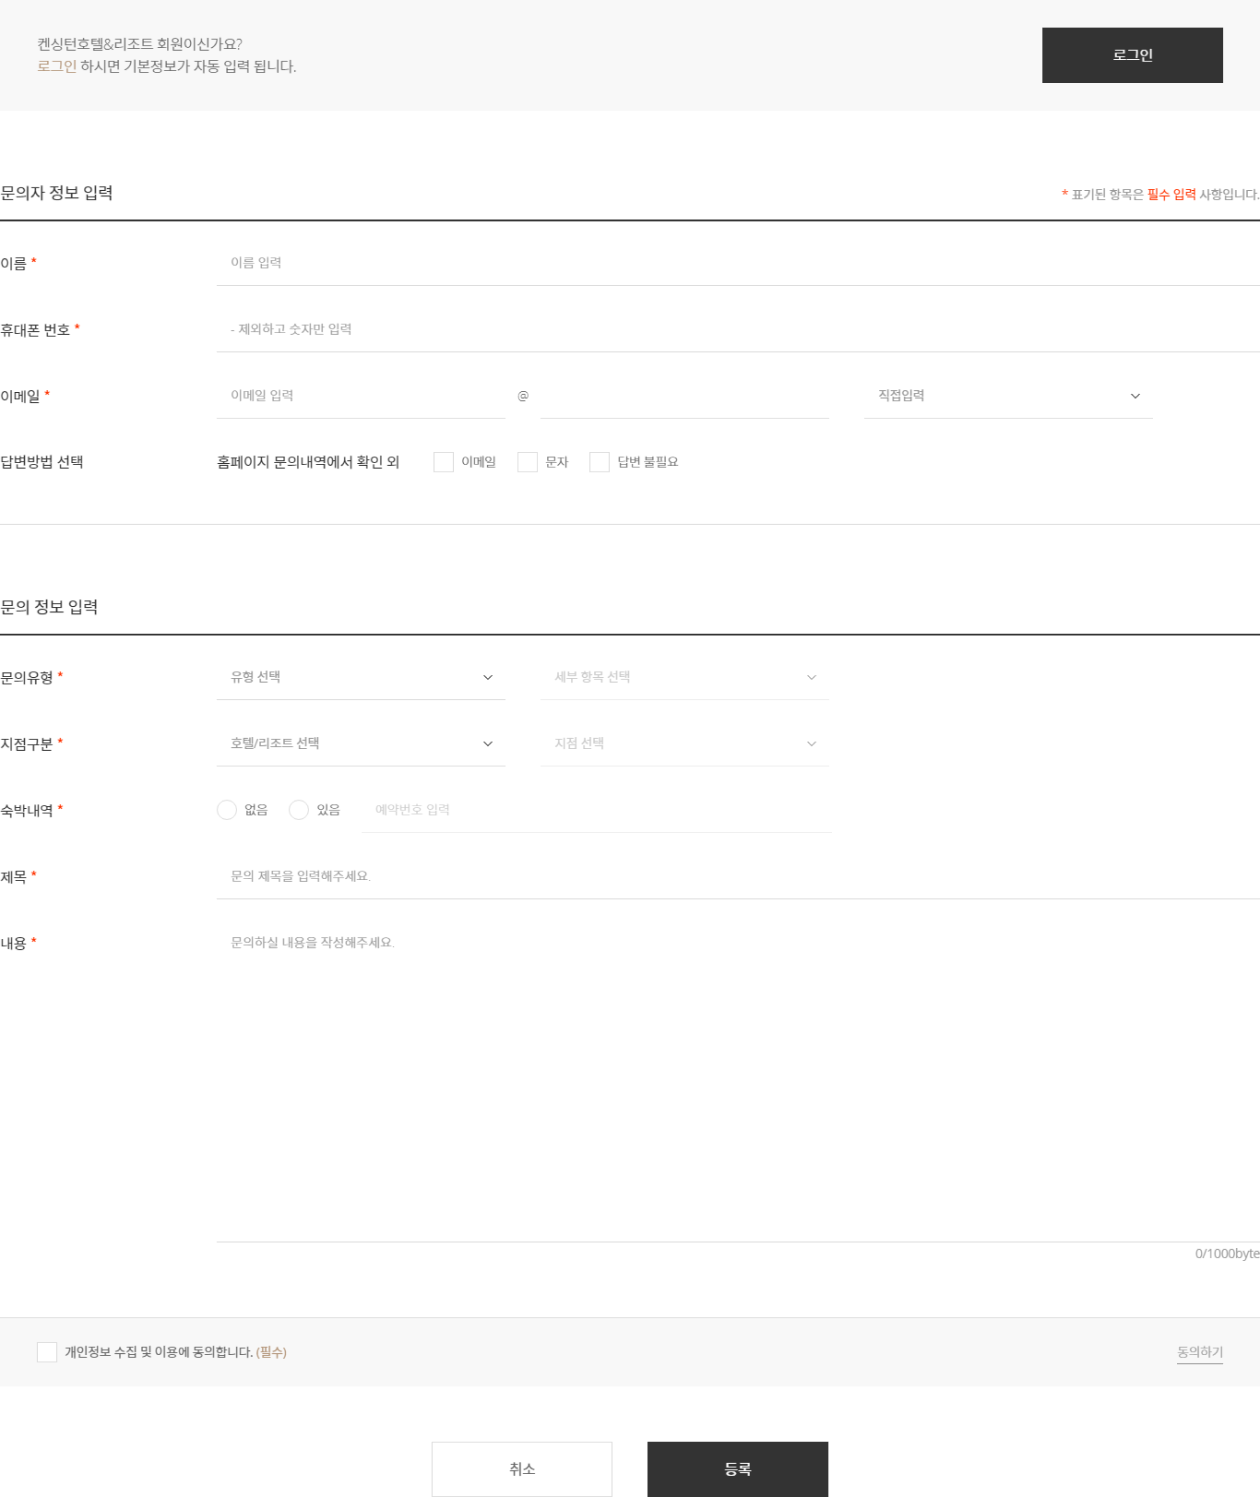 켄싱턴호텔&리조트 회원이신가요?
로그인 하시면 기본정보가 자동 입력 됩니다.
로그인
문의자 정보 입력
* 표기된 항목은 필수 입력 사항입니다.
이름 *
이름 입력
휴대폰 번호 *
- 제외하고 숫자만 입력
이메일 *
이메일 입력 @ 직접입력
답변방법 선택
홈페이지 문의내역에서 확인 외 이메일 문자 답변 불필요
문의 정보 입력
문의유형 *
유형 선택 세부 항목 선택
지점구분 *
호텔/리조트 선택 지점 선택
숙박내역 *
없음 있음 예약번호 입력
제목 *
문의 제목을 입력해주세요.
내용 *
문의하실 내용을 작성해주세요.
0/1000byte
개인정보 수집 및 이용에 동의합니다. (필수)
동의하기
취소
등록